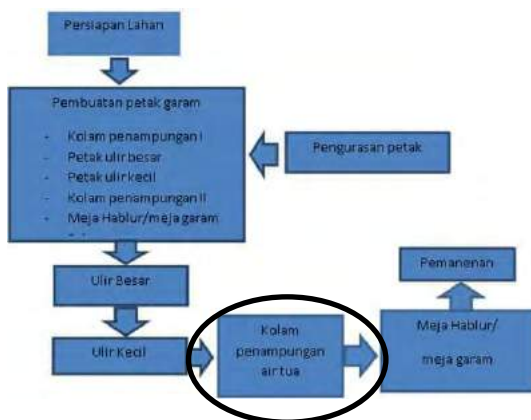 Persiapan Lahan
Pembuatan petak garam
- Kolam penampungan I
- Petak ulir besar
- Petak ulir kecil
- Kolam penampungan II
- Meja Hablur/meja garam
Pengurasan petak
Ulir Besar
Ulir Kecil
Kolam
penampungan
air tua
Meja Hablur/
meja garam
Pemanenan